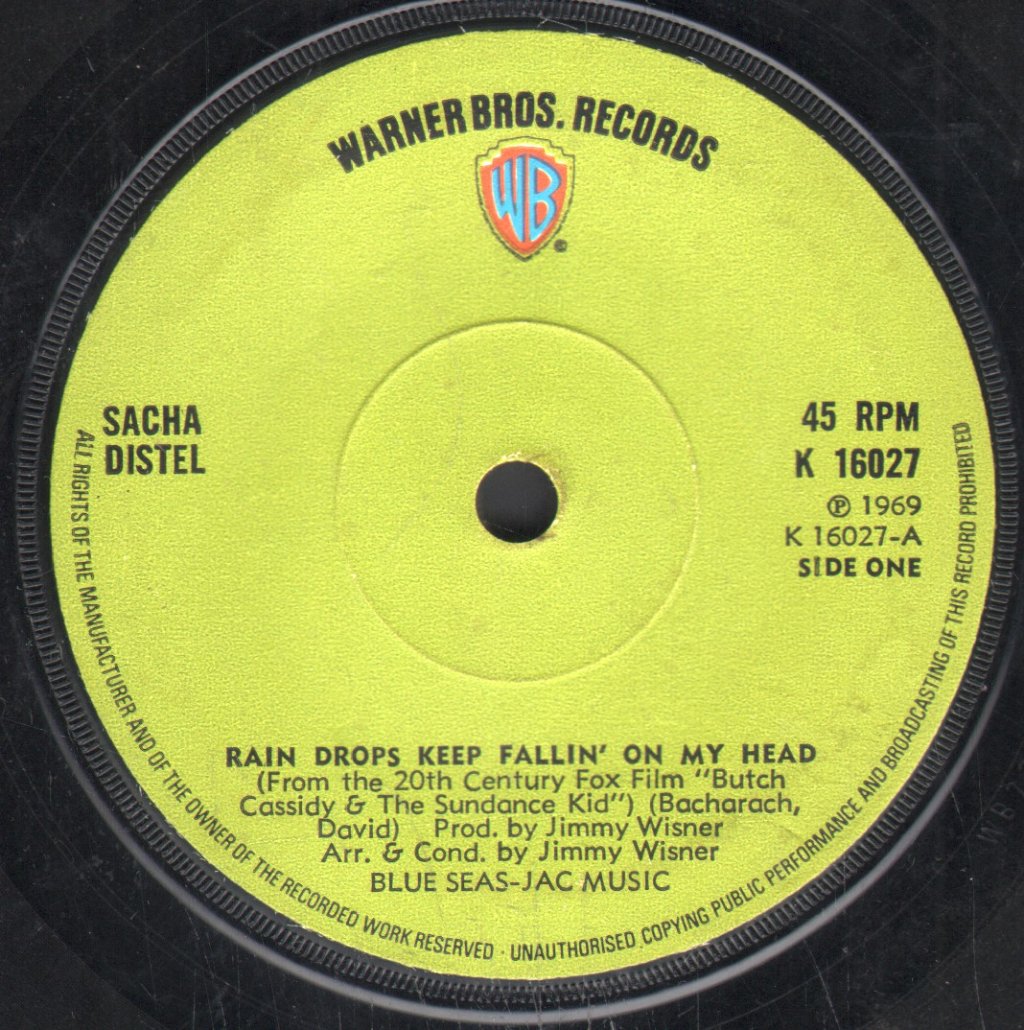 WARNER BROS. RECORDS
WB
®
SACHA
DISTEL
45 RPM
K 16027
Ⓟ 1969
K 16027-A
SIDE ONE
RAIN DROPS KEEP FALLIN' ON MY HEAD
(From the 20th Century Fox Film "Butch
Cassidy & The Sundance Kid") (Bacharach,
David) Prod. by Jimmy Wisner
Arr. & Cond. by Jimmy Wisner
BLUE SEAS-JAC MUSIC
ALL RIGHTS OF THE MANUFACTURER AND OF THE OWNER OF THE RECORDED WORK RESERVED · UNAUTHORISED COPYING PUBLIC PERFORMANCE AND BROADCASTING OF THIS RECORD PROHIBITED